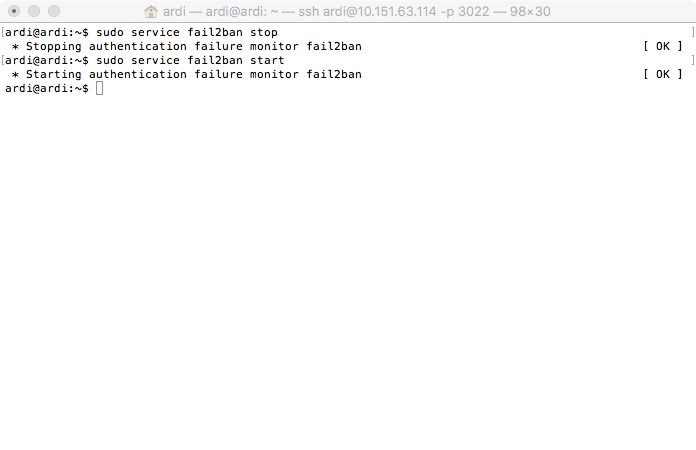 ardi — ardi@ardi: ~ — ssh ardi@10.151.63.114 -p 3022 — 98×30
[ardi@ardi:~$ sudo service fail2ban stop ]
* Stopping authentication failure monitor fail2ban [ OK ]
[ardi@ardi:~$ sudo service fail2ban start ]
* Starting authentication failure monitor fail2ban [ OK ]
ardi@ardi:~$